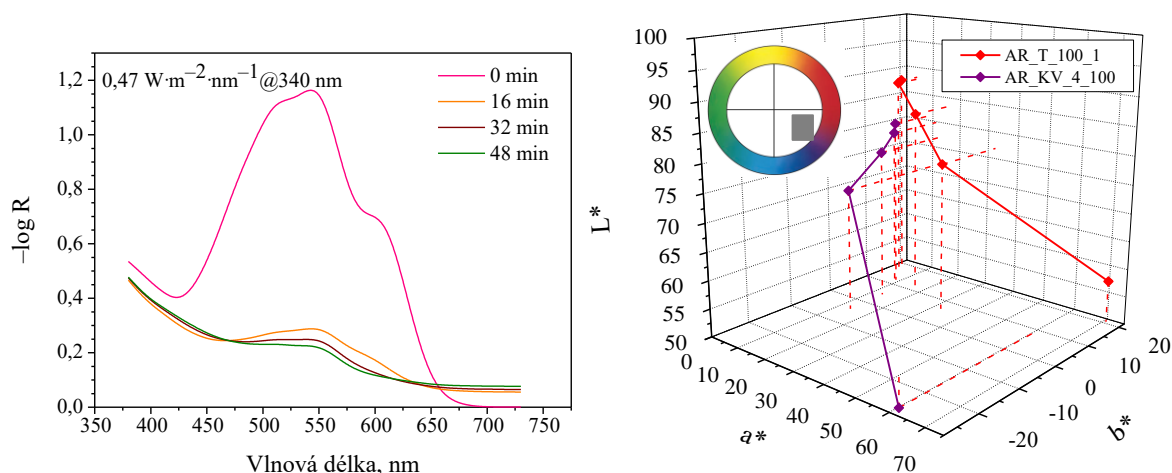 0,47 W·m⁻²·nm⁻¹@340 nm
0 min
16 min
32 min
48 min
1,2
1,0
0,8
0,6
0,4
0,2
0,0
–log R
350 400 450 500 550 600 650 700 750
Vlnová délka, nm
AR_T_100_1
AR_KV_4_100
100
95
90
85
80
75
70
65
60
55
50
L*
0
10
20
30
40
50
60
70
a*
-20
-10
0
10
20
b*